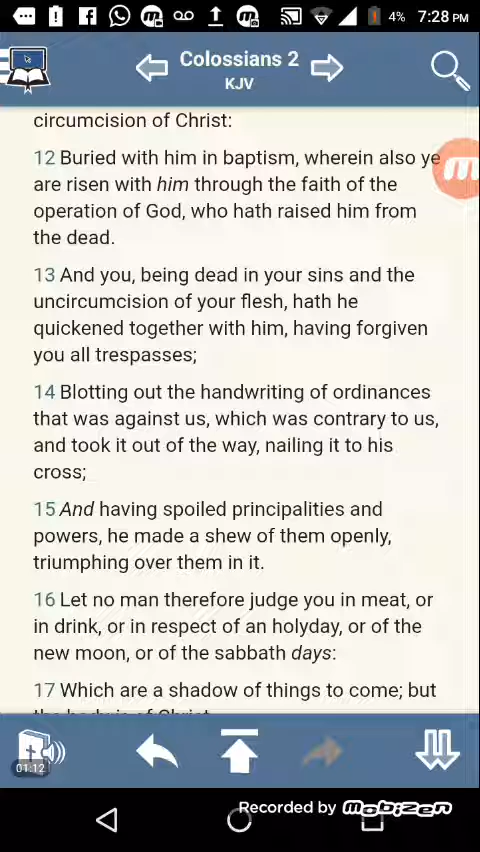 4% 7:28 PM
Colossians 2
KJV
circumcision of Christ:
12 Buried with him in baptism, wherein also ye
are risen with him through the faith of the
operation of God, who hath raised him from
the dead.
13 And you, being dead in your sins and the
uncircumcision of your flesh, hath he
quickened together with him, having forgiven
you all trespasses;
14 Blotting out the handwriting of ordinances
that was against us, which was contrary to us,
and took it out of the way, nailing it to his
cross;
15 And having spoiled principalities and
powers, he made a shew of them openly,
triumphing over them in it.
16 Let no man therefore judge you in meat, or
in drink, or in respect of an holyday, or of the
new moon, or of the sabbath days:
17 Which are a shadow of things to come; but
the body is of Christ
01:12
Recorded by mobizen